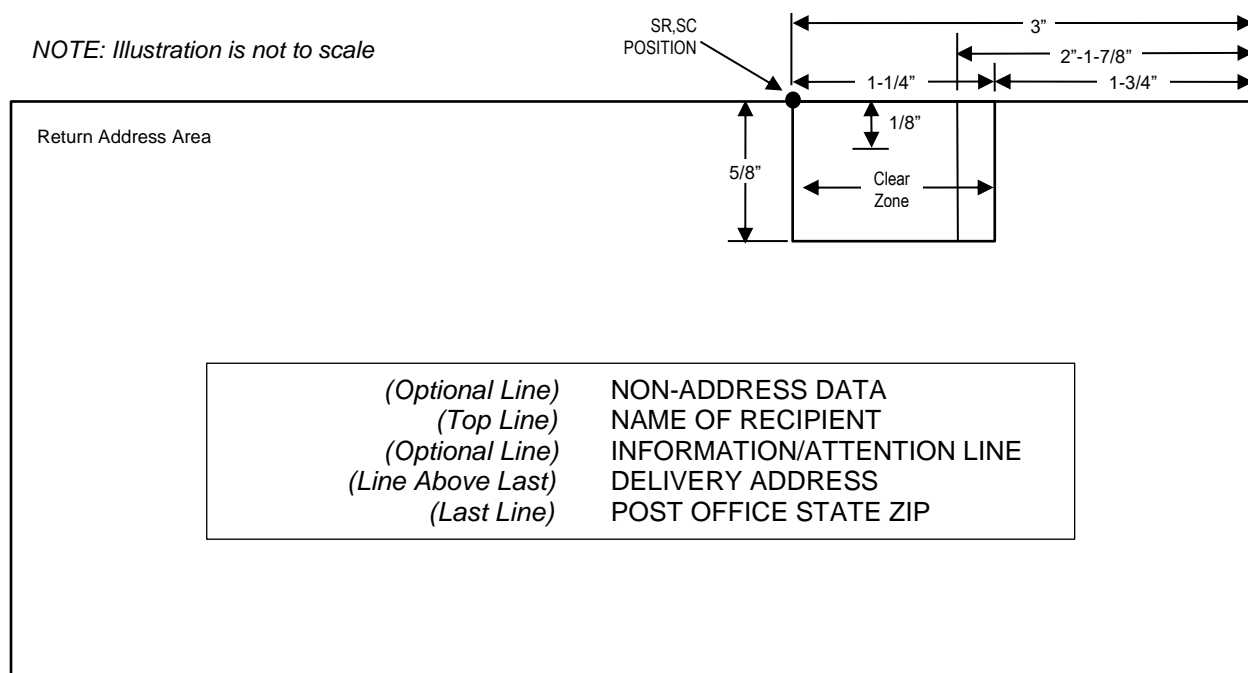 NOTE: Illustration is not to scale
SR,SC
POSITION
3”
2”-1-7/8”
1-1/4”
1-3/4”
Return Address Area
1/8”
5/8”
Clear
Zone
(Optional Line) NON-ADDRESS DATA
(Top Line) NAME OF RECIPIENT
(Optional Line) INFORMATION/ATTENTION LINE
(Line Above Last) DELIVERY ADDRESS
(Last Line) POST OFFICE STATE ZIP